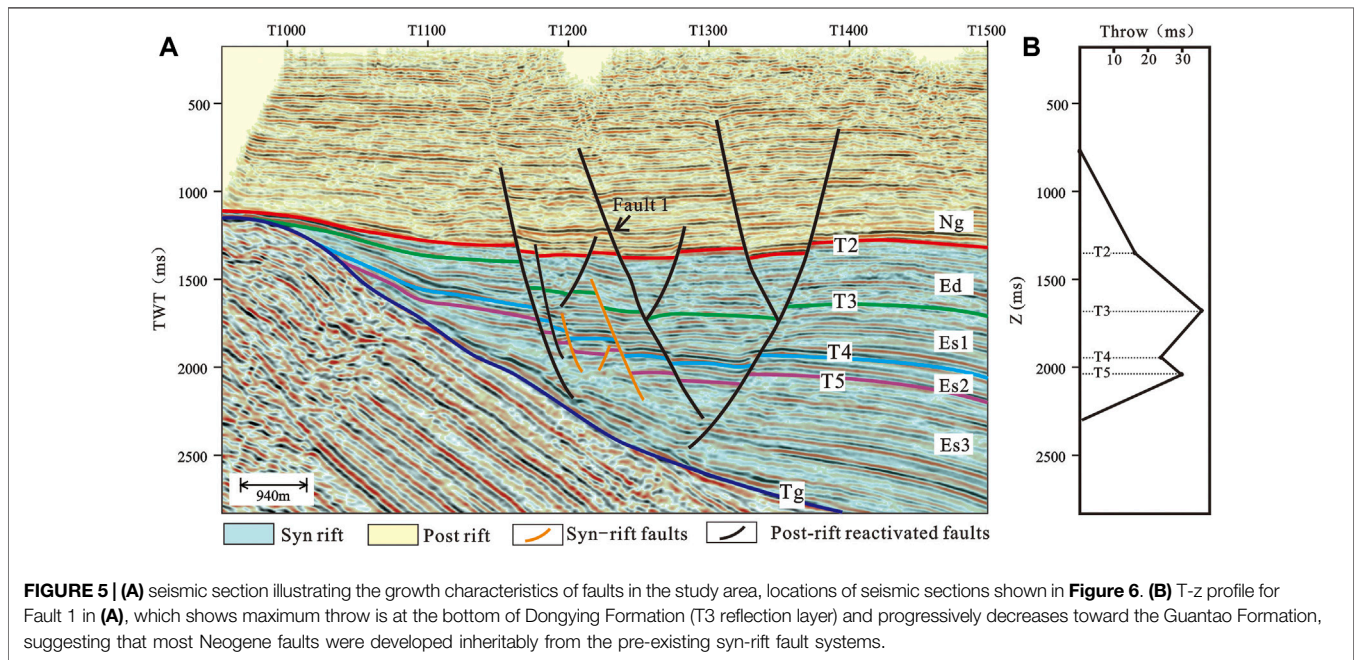 A
T1000 T1100 T1200 T1300 T1400 T1500
TWT (ms)
500
1000
1500
2000
2500
Fault 1
Ng
T2
Ed
T3
Es1
T4
Es2
T5
Es3
Tg
940m
B
Throw (ms)
10 20 30
Z (ms)
500
1000
1500
2000
2500
T2
T3
T4
T5
Syn rift
Post rift
Syn-rift faults
Post-rift reactivated faults
FIGURE 5 | (A) seismic section illustrating the growth characteristics of faults in the study area, locations of seismic sections shown in Figure 6. (B) T-z profile for
Fault 1 in (A), which shows maximum throw is at the bottom of Dongying Formation (T3 reflection layer) and progressively decreases toward the Guantao Formation,
suggesting that most Neogene faults were developed inheritably from the pre-existing syn-rift fault systems.